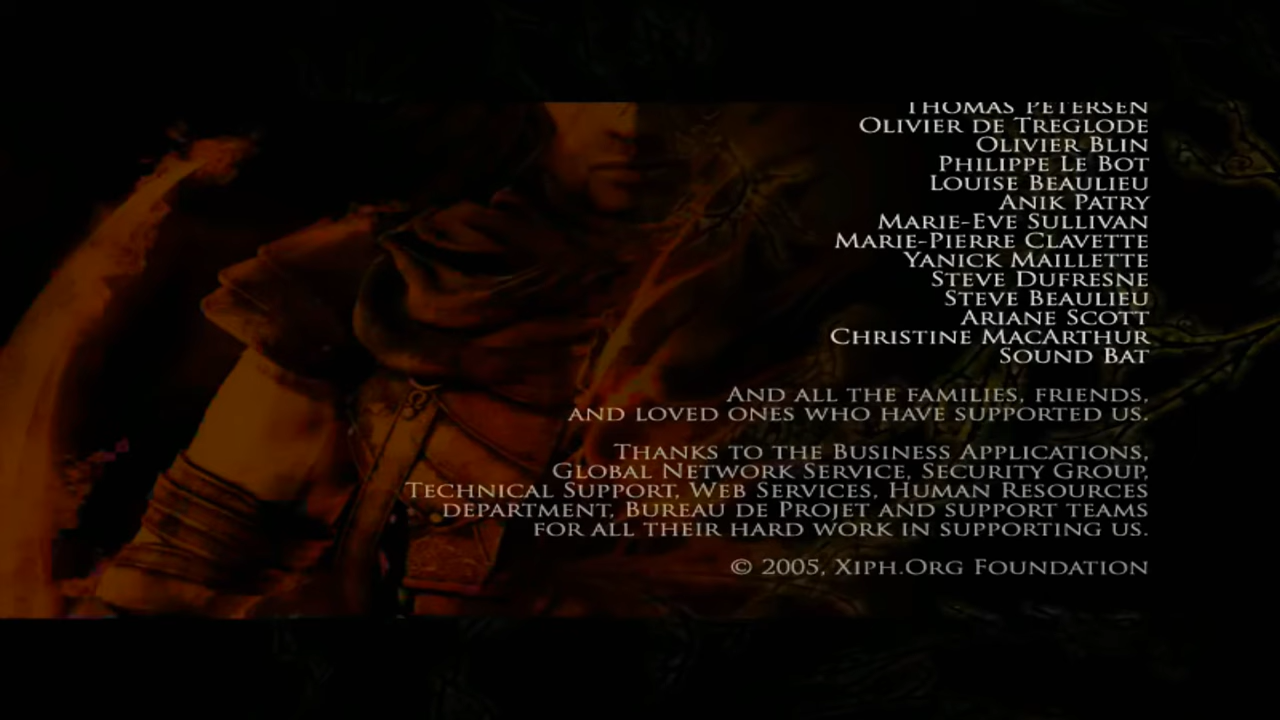 Thomas Petersen
Olivier de Treglode
Olivier Blin
Philippe Le Bot
Louise Beaulieu
Anik Patry
Marie-Eve Sullivan
Marie-Pierre Clavette
Yanick Maillette
Steve Dufresne
Steve Beaulieu
Ariane Scott
Christine MacArthur
Sound Bat
And all the families, friends,
and loved ones who have supported us.
Thanks to the Business Applications,
Global Network Service, Security Group,
Technical Support, Web Services, Human Resources
department, Bureau de Projet and support teams
for all their hard work in supporting us.
© 2005, Xiph.Org Foundation